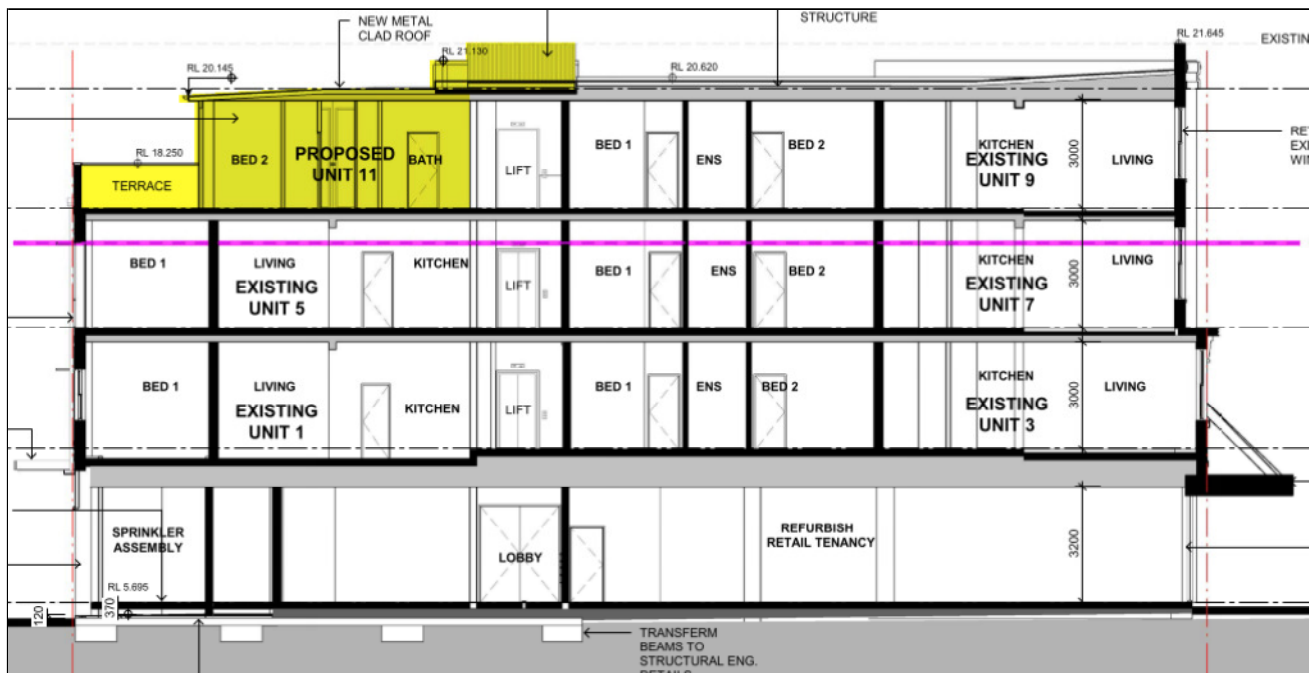 NEW METAL
CLAD ROOF
STRUCTURE
RL 21.645
EXISTIN
RL 21.130
RL 20.145
RL 20.620
RL 18.250
TERRACE
BED 2
PROPOSED
UNIT 11
BATH
LIFT
BED 1
ENS
BED 2
KITCHEN
EXISTING
UNIT 9
3000
LIVING
RET
EXI
WIN
BED 1
LIVING
EXISTING
UNIT 5
KITCHEN
LIFT
BED 1
ENS
BED 2
KITCHEN
EXISTING
UNIT 7
3000
LIVING
BED 1
LIVING
EXISTING
UNIT 1
KITCHEN
LIFT
BED 1
ENS
BED 2
KITCHEN
EXISTING
UNIT 3
3000
LIVING
SPRINKLER
ASSEMBLY
LOBBY
REFURBISH
RETAIL TENANCY
3200
RL 5.695
120
370
TRANSFERM
BEAMS TO
STRUCTURAL ENG.
DETAILS